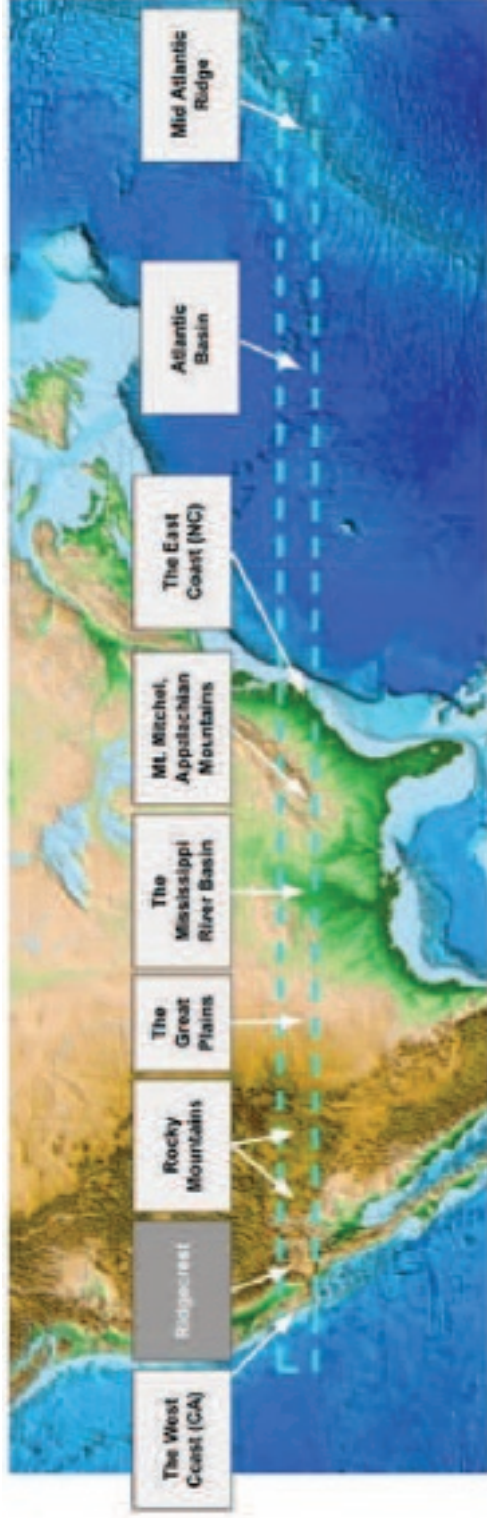 The West
Coast (CA)
Ridgecrest
Rocky
Mountains
The
Great
Plains
The
Mississippi
River Basin
Mt. Mitchel,
Appalachian
Mountains
The East
Coast (NC)
Atlantic
Basin
Mid Atlantic
Ridge